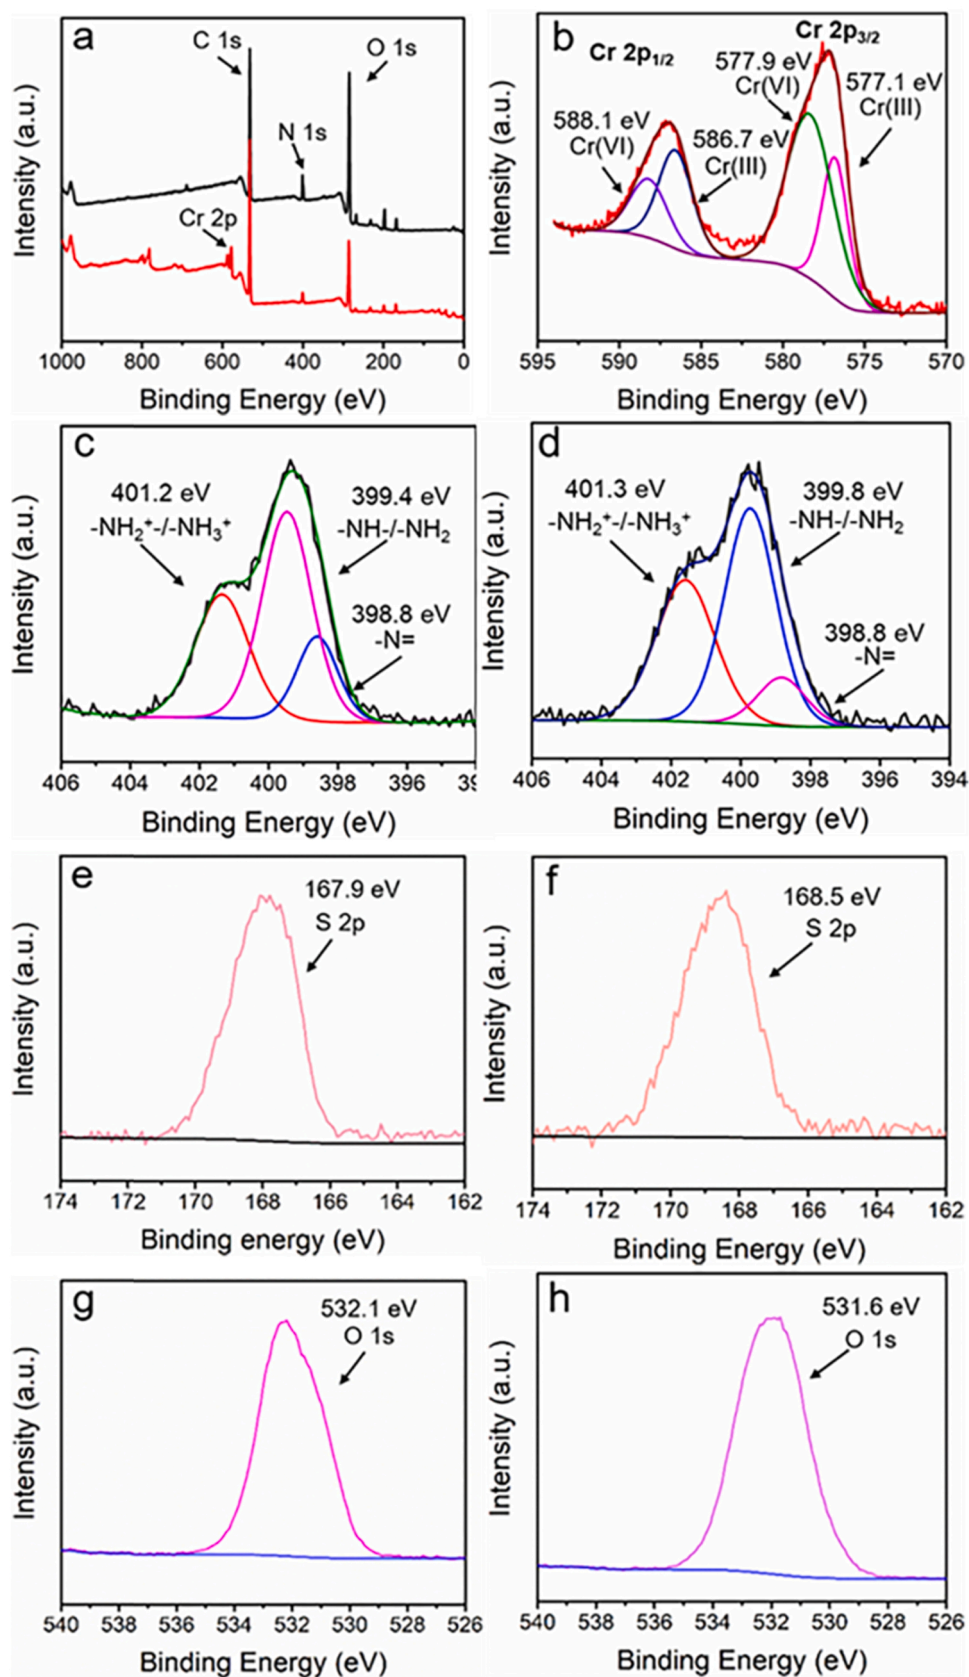 a
C 1s
O 1s
N 1s
Cr 2p
Intensity (a.u.)
1000 800 600 400 200 0
Binding Energy (eV)
b
Cr 2p1/2
Cr 2p3/2
577.9 eV
Cr(VI)
577.1 eV
Cr(III)
588.1 eV
Cr(VI)
586.7 eV
Cr(III)
Intensity (a.u.)
595 590 585 580 575 570
Binding Energy (eV)
c
401.2 eV
-NH2+-/-NH3+
399.4 eV
-NH-/-NH2
398.8 eV
-N=
Intensity (a.u.)
406 404 402 400 398 396
Binding Energy (eV)
d
401.3 eV
-NH2+-/-NH3+
399.8 eV
-NH-/-NH2
398.8 eV
-N=
Intensity (a.u.)
406 404 402 400 398 396 394
Binding Energy (eV)
e
167.9 eV
S 2p
Intensity (a.u.)
174 172 170 168 166 164 162
Binding energy (eV)
f
168.5 eV
S 2p
Intensity (a.u.)
174 172 170 168 166 164 162
Binding Energy (eV)
g
532.1 eV
O 1s
Intensity (a.u.)
540 538 536 534 532 530 528 526
Binding Energy (eV)
h
531.6 eV
O 1s
Intensity (a.u.)
540 538 536 534 532 530 528 526
Binding Energy (eV)